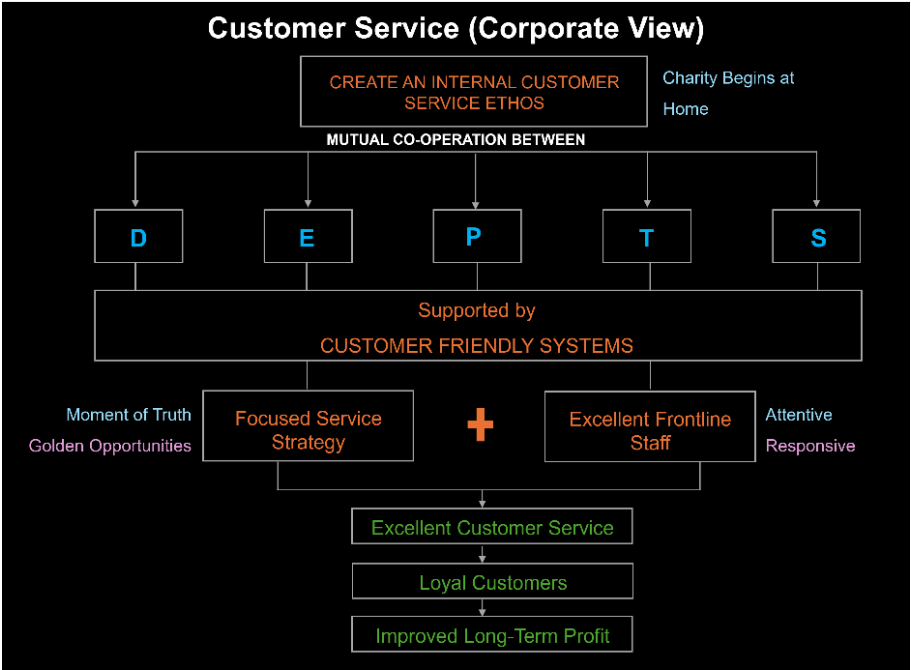 Customer Service (Corporate View)
CREATE AN INTERNAL CUSTOMER
SERVICE ETHOS
Charity Begins at
Home
MUTUAL CO-OPERATION BETWEEN
D
E
P
T
S
Supported by
CUSTOMER FRIENDLY SYSTEMS
Moment of Truth
Golden Opportunities
Focused Service
Strategy
+
Excellent Frontline
Staff
Attentive
Responsive
Excellent Customer Service
Loyal Customers
Improved Long-Term Profit